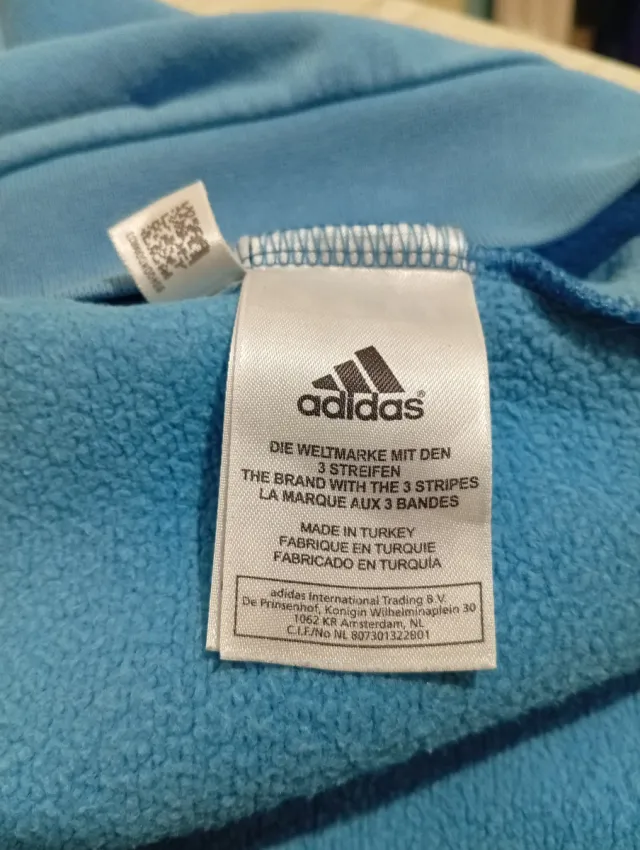 adidas®
DIE WELTMARKE MIT DEN
3 STREIFEN
THE BRAND WITH THE 3 STRIPES
LA MARQUE AUX 3 BANDES
MADE IN TURKEY
FABRIQUE EN TURQUIE
FABRICADO EN TURQUÍA
adidas International Trading B.V.
De Prinsenhof, Konigin Wilhelminaplein 30
1062 KR Amsterdam, NL
C.I.F./No NL 807301322B01